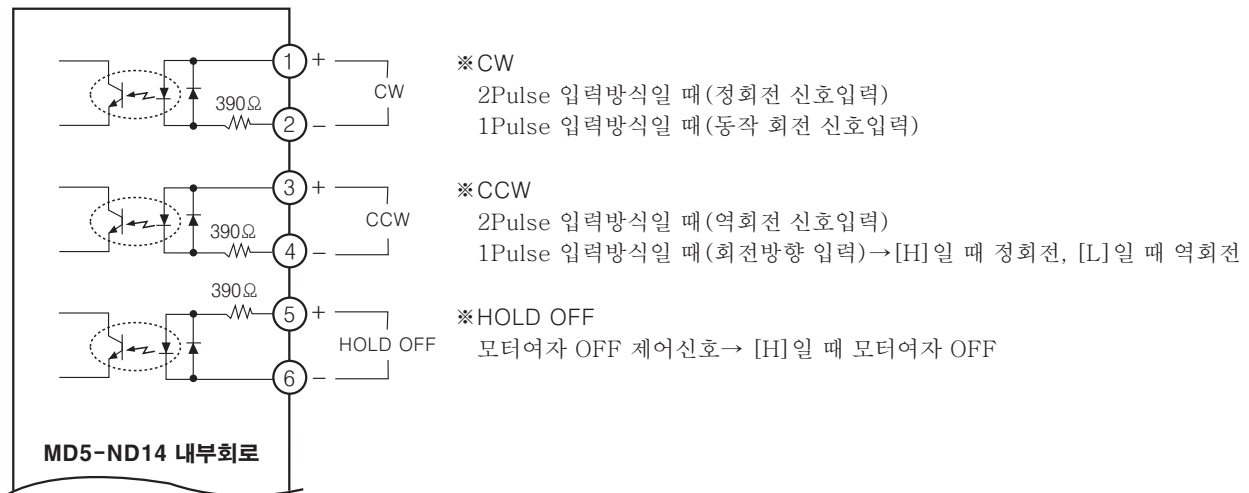 1 + CW
390Ω
2 −
※CW
2Pulse 입력방식일 때(정회전 신호입력)
1Pulse 입력방식일 때(동작 회전 신호입력)
3 + CCW
390Ω
4 −
※CCW
2Pulse 입력방식일 때(역회전 신호입력)
1Pulse 입력방식일 때(회전방향 입력)→[H]일 때 정회전, [L]일 때 역회전
390Ω
5 + HOLD OFF
6 −
※HOLD OFF
모터여자 OFF 제어신호→ [H]일 때 모터여자 OFF
MD5-ND14 내부회로